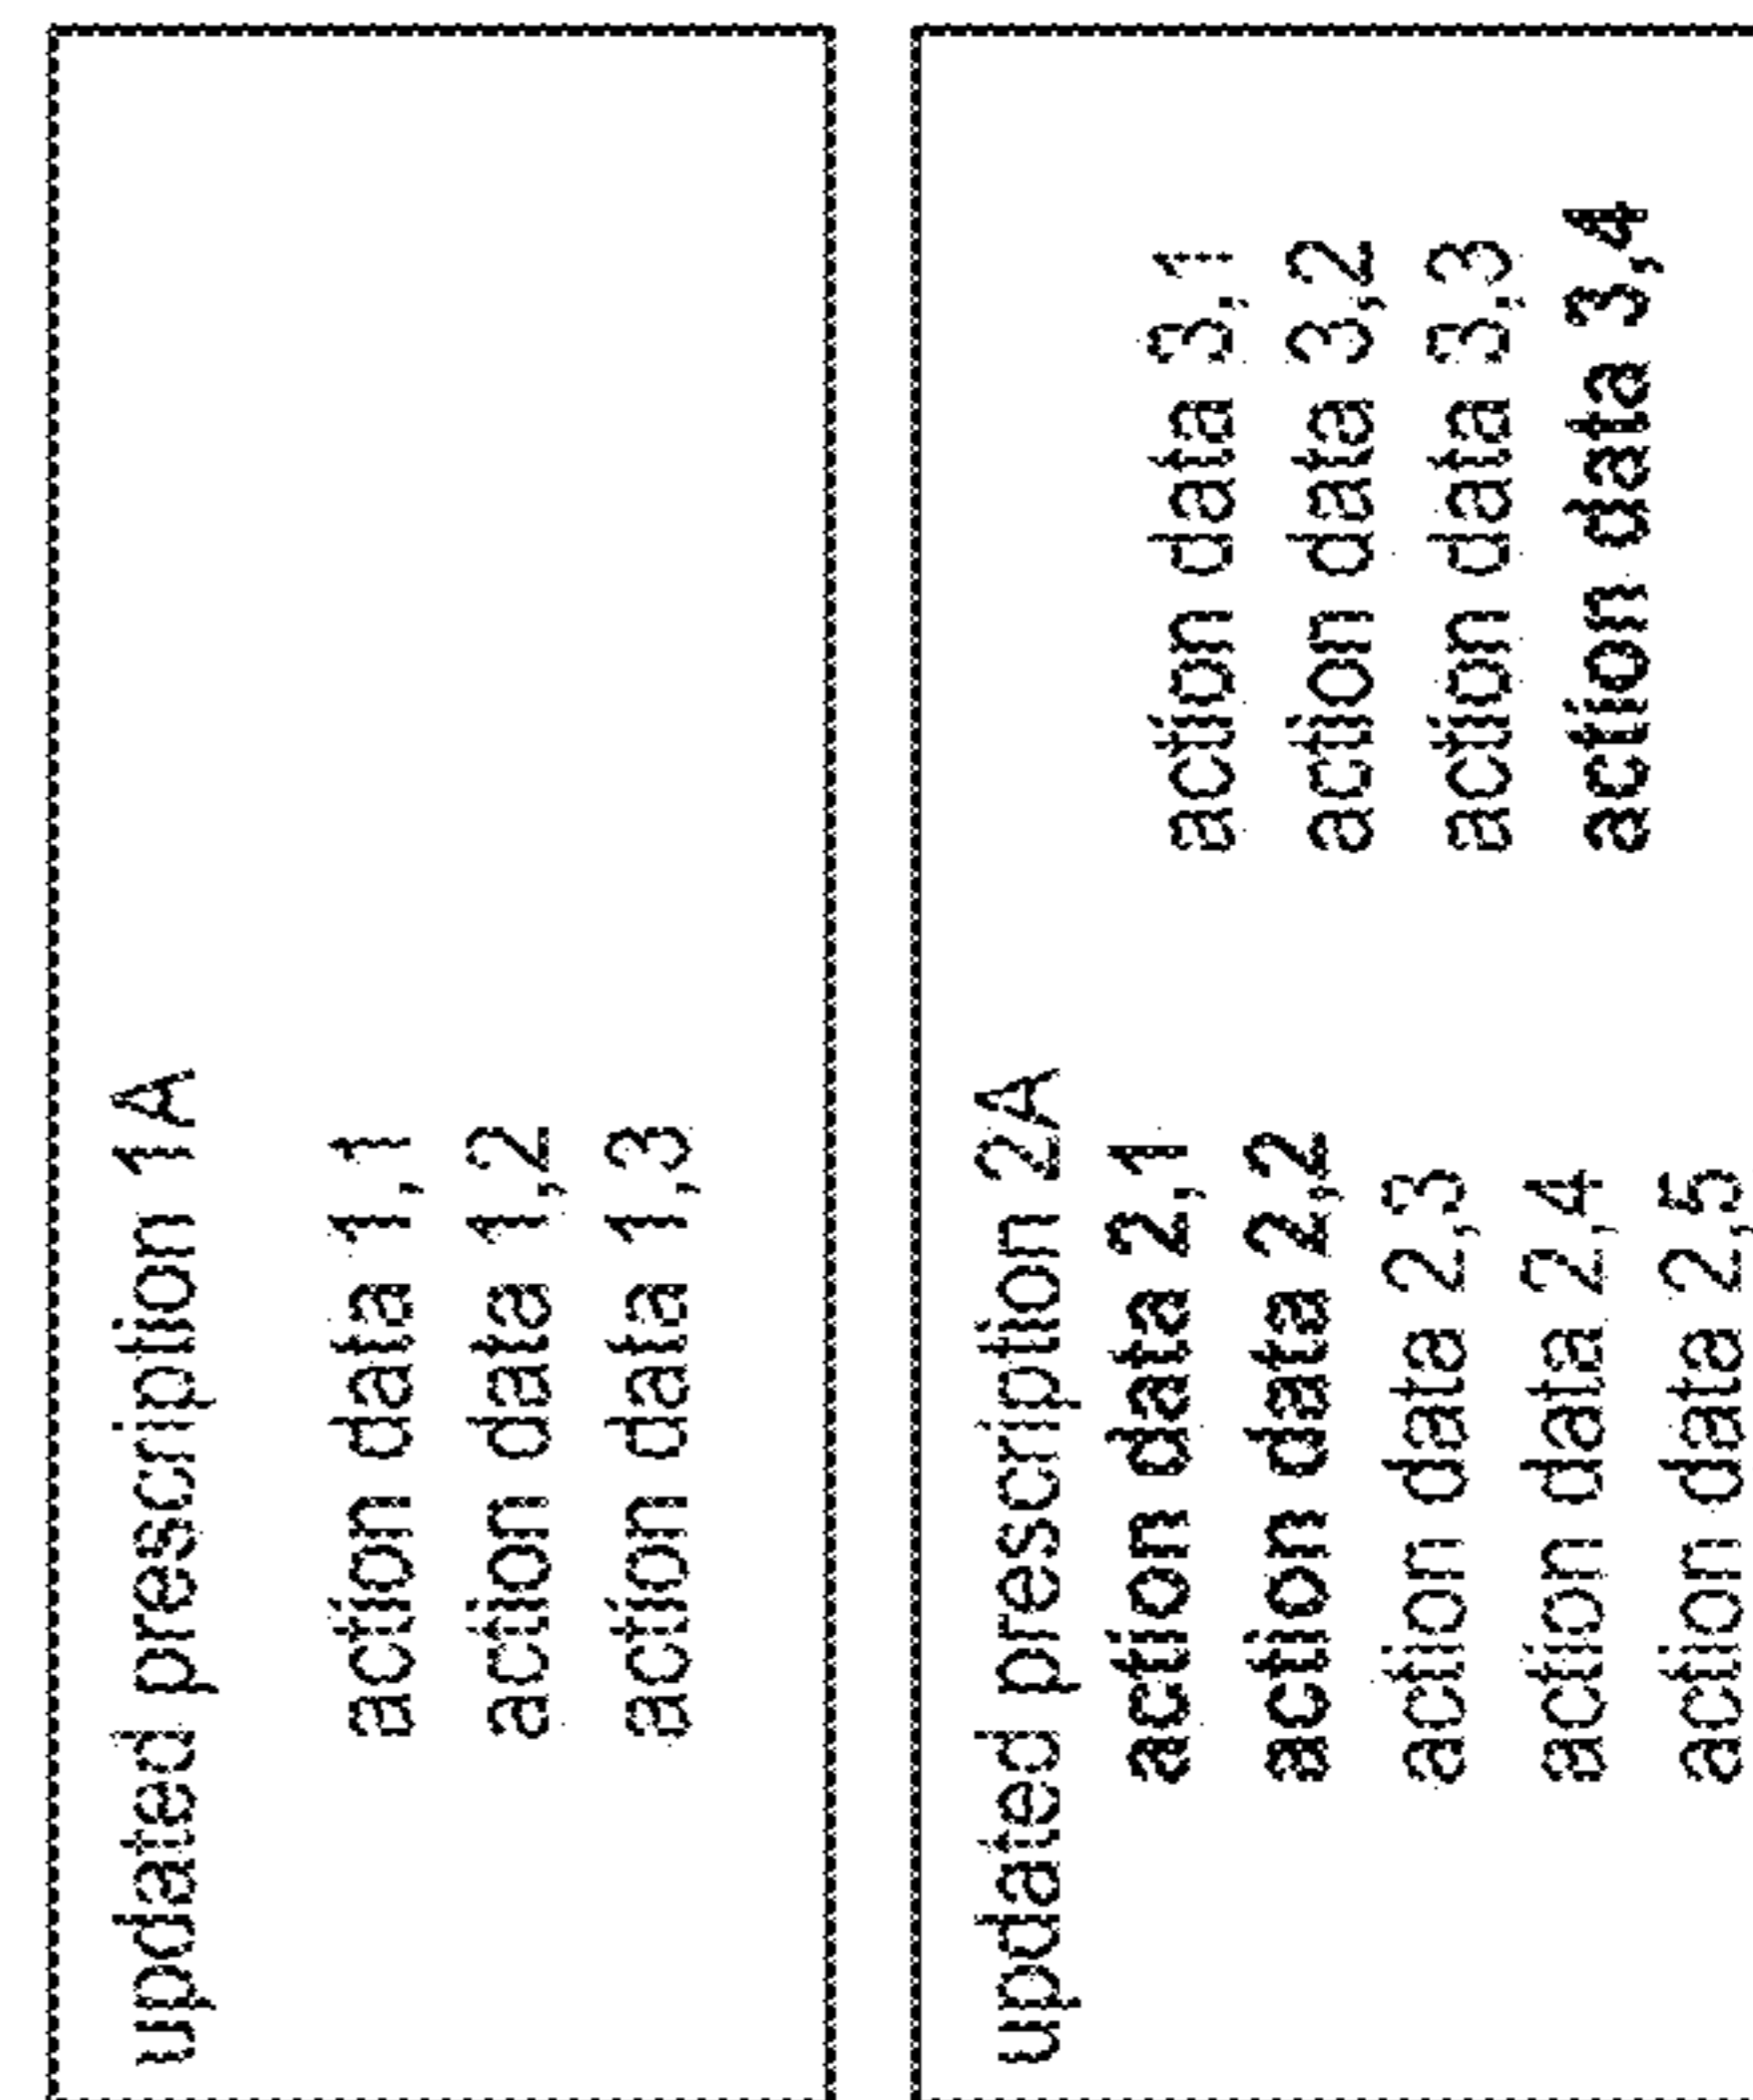 updated prescription 1A
action data 1,1
action data 1,2
action data 1,3
updated prescription 2A
action data 2,1
action data 2,2
action data 2,3
action data 2,4
action data 2,5
action data 3,1
action data 3,2
action data 3,3
action data 3,4